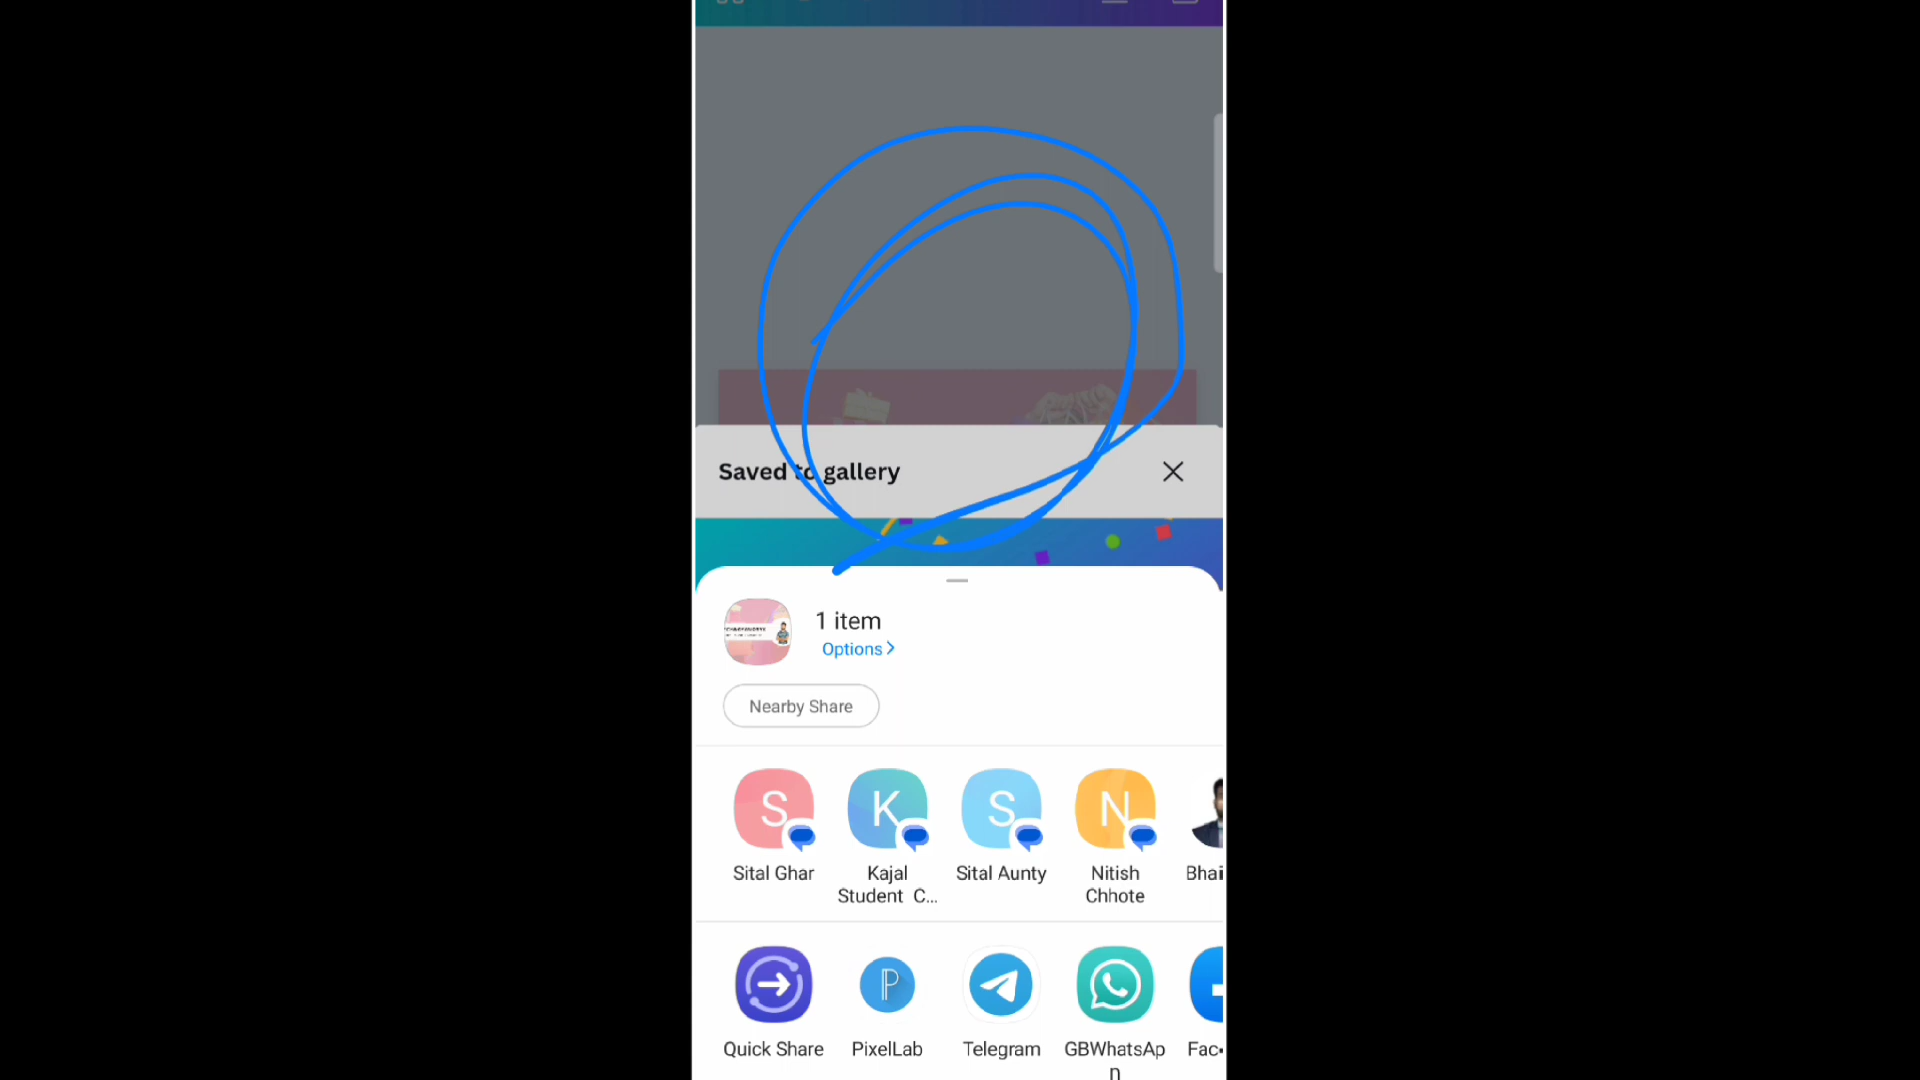 Saved to gallery
1 item
Options
Nearby Share
S
K
S
N
Sital Ghar
Kajal
Student C...
Sital Aunty
Nitish
Chhote
Bhai
P
Quick Share
PixelLab
Telegram
GBWhatsAp
p
Fac